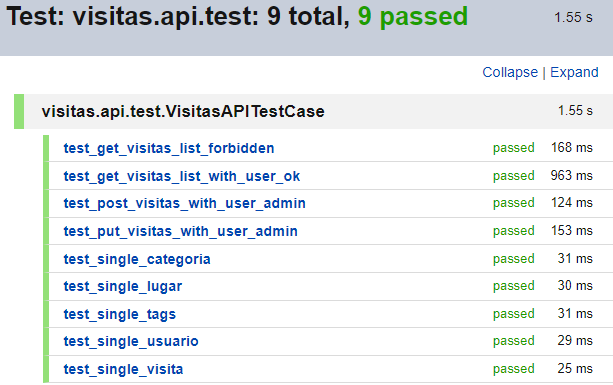 Test: visitas.api.test: 9 total, 9 passed 1.55 s
Collapse | Expand
visitas.api.test.VisitasAPITestCase 1.55 s
test_get_visitas_list_forbidden passed 168 ms
test_get_visitas_list_with_user_ok passed 963 ms
test_post_visitas_with_user_admin passed 124 ms
test_put_visitas_with_user_admin passed 153 ms
test_single_categoria passed 31 ms
test_single_lugar passed 30 ms
test_single_tags passed 31 ms
test_single_usuario passed 29 ms
test_single_visita passed 25 ms